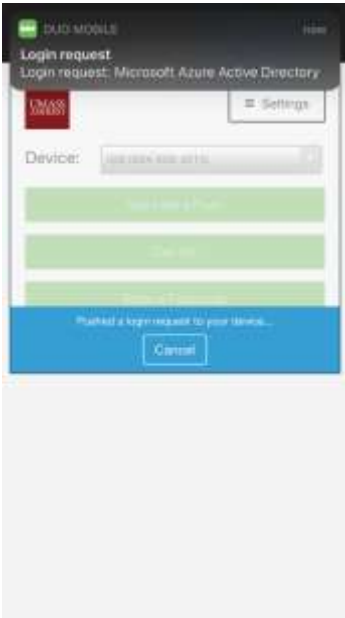 DUO MOBILE now
Login request
Login request: Microsoft Azure Active Directory
UMASS
AMHERST
Settings
Device:
Pushed a login request to your device...
Cancel